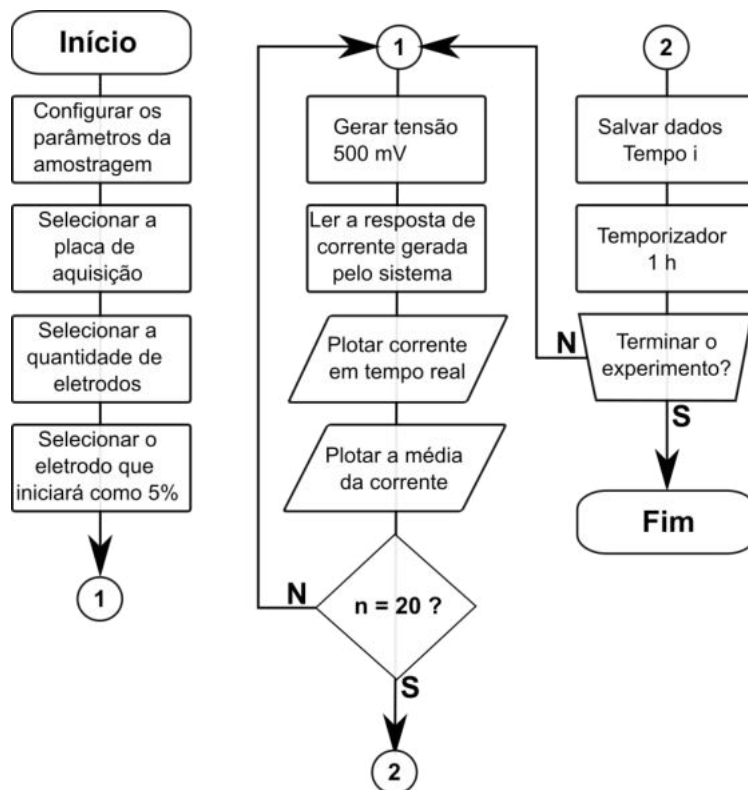 Início
Configurar os
parâmetros da
amostragem
Selecionar a
placa de
aquisição
Selecionar a
quantidade de
eletrodos
Selecionar o
eletrodo que
iniciará como 5%
1
1
Gerar tensão
500 mV
Ler a resposta de
corrente gerada
pelo sistema
Plotar corrente
em tempo real
Plotar a média
da corrente
N
n = 20 ?
S
2
2
Salvar dados
Tempo i
Temporizador
1 h
N
Terminar o
experimento?
S
Fim